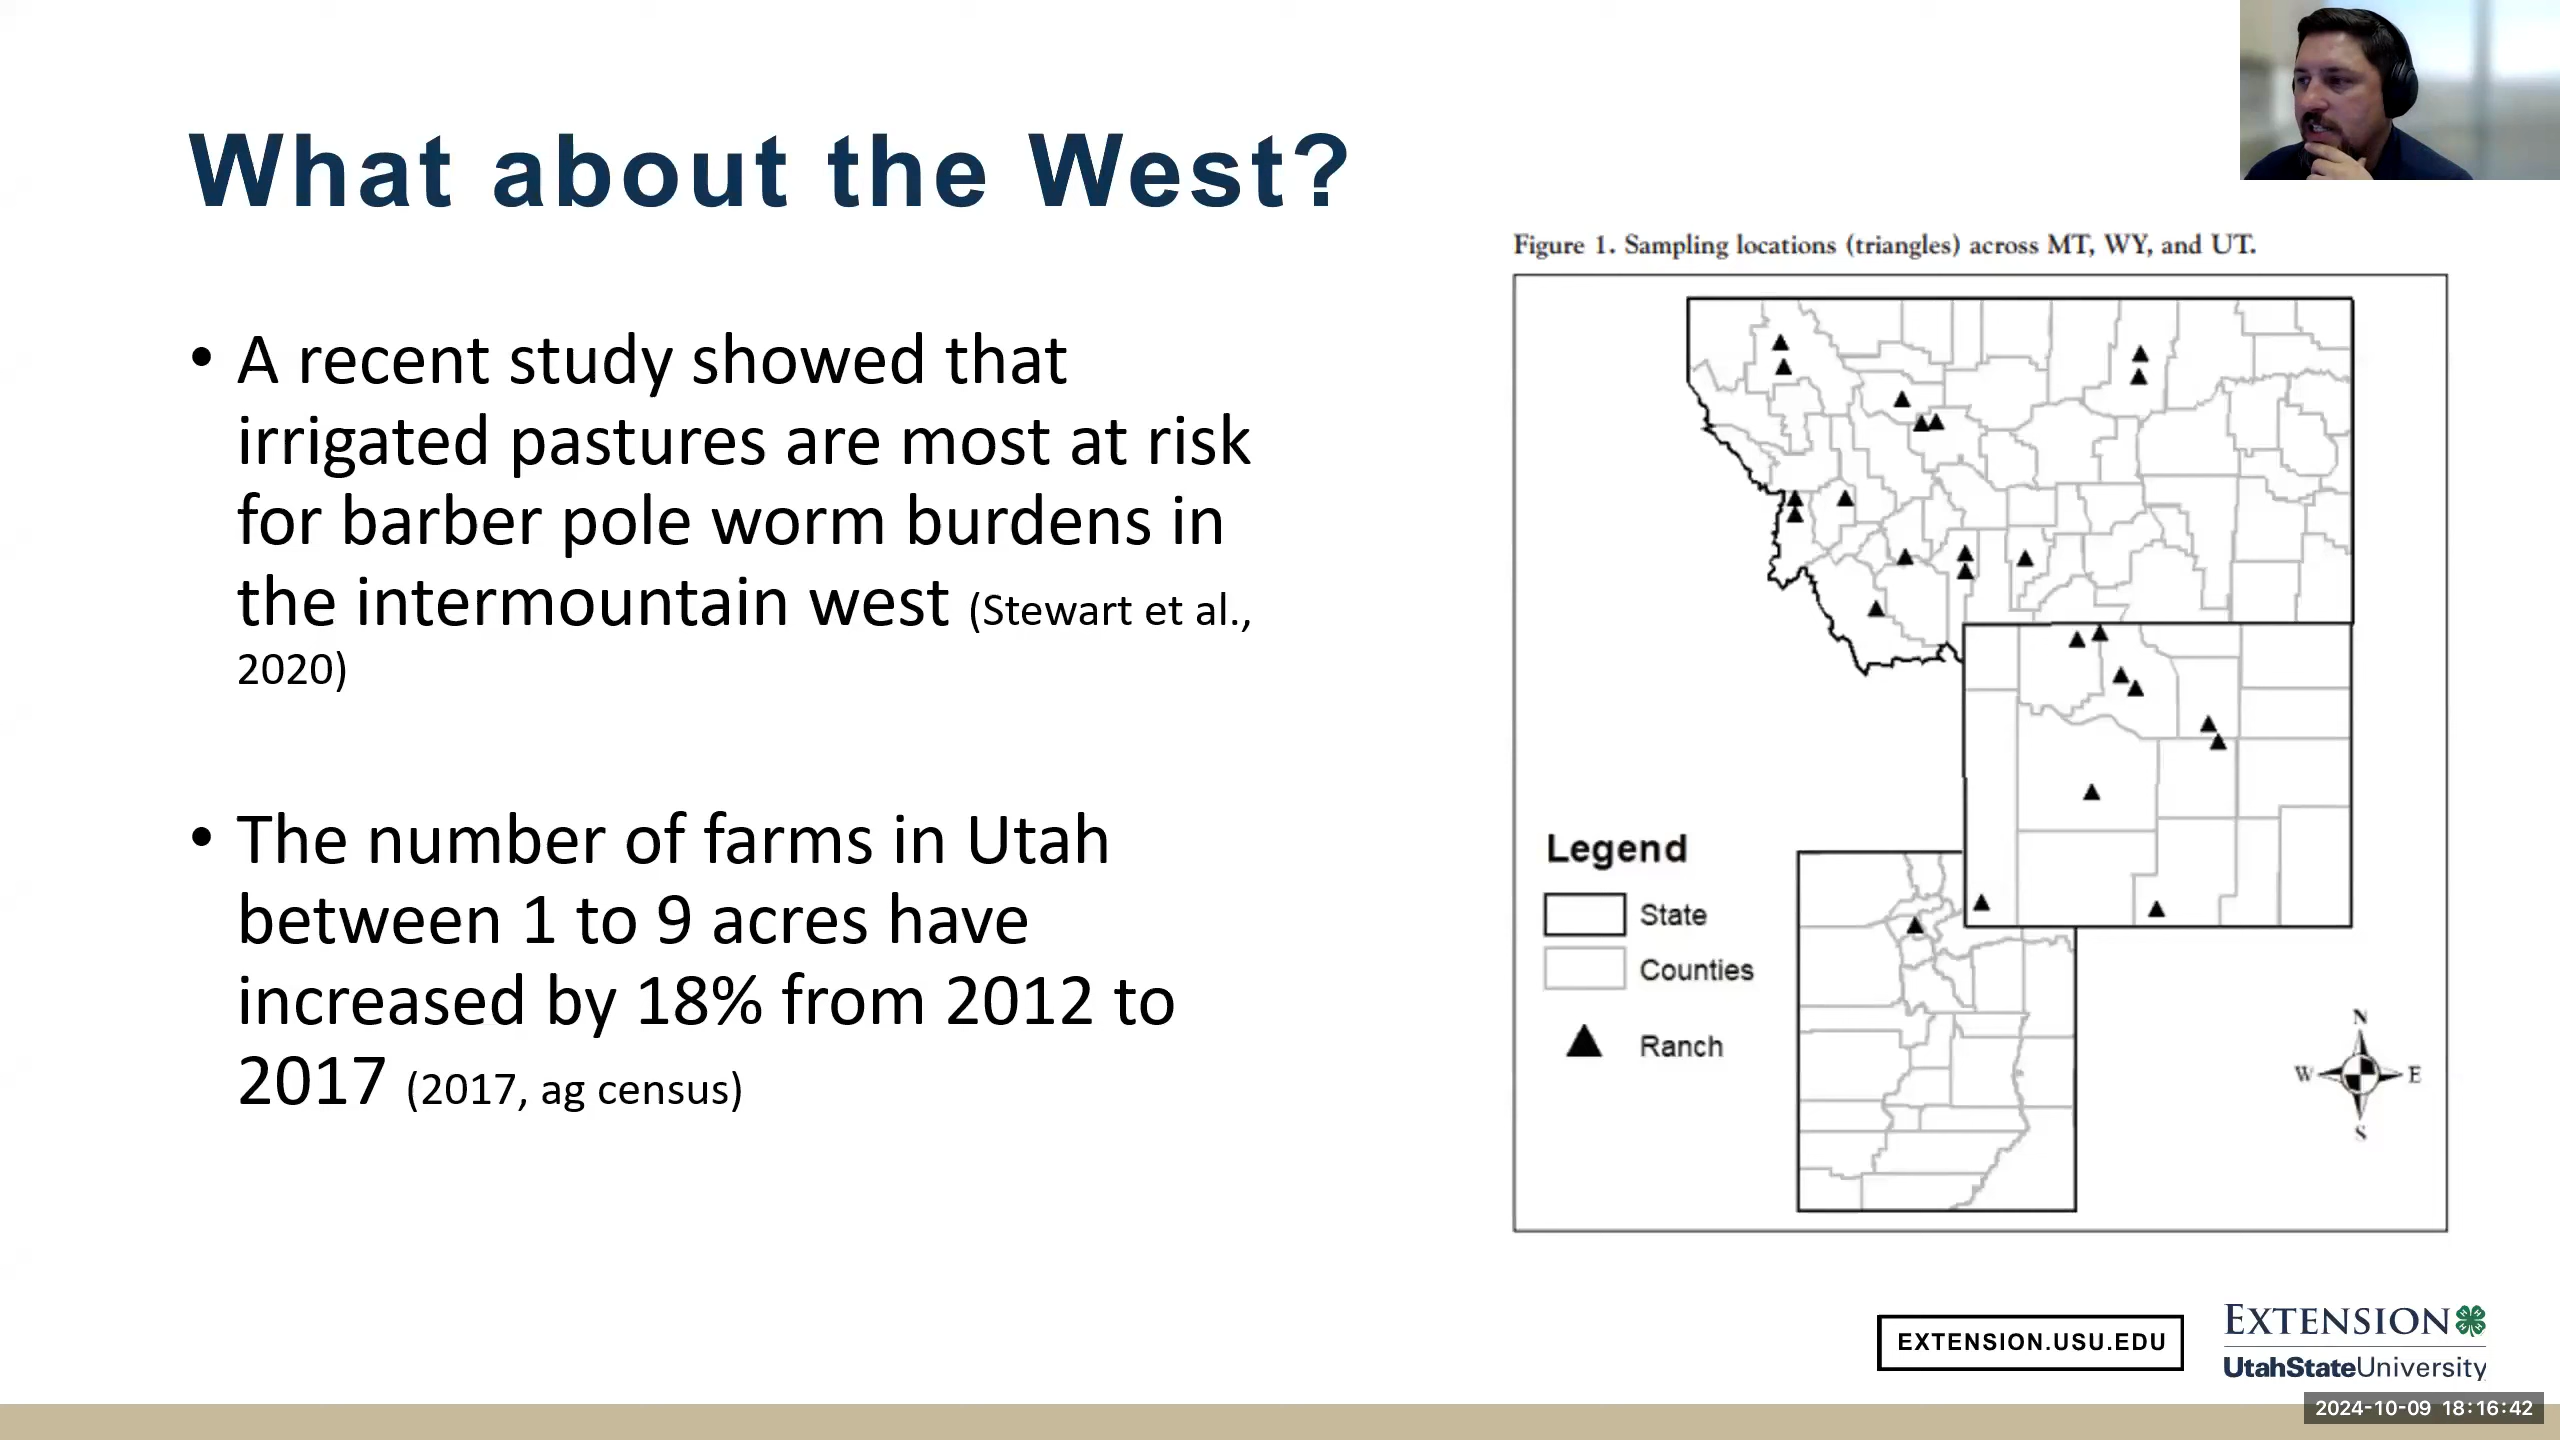 What about the West?
Figure 1. Sampling locations (triangles) across MT, WY, and UT.
• A recent study showed that
irrigated pastures are most at risk
for barber pole worm burdens in
the intermountain west (Stewart et al.,
2020)
• The number of farms in Utah
between 1 to 9 acres have
increased by 18% from 2012 to
2017 (2017, ag census)
Legend
State
Counties
Ranch
N
W E
S
EXTENSION.USU.EDU
EXTENSION
UtahStateUniversity
2024-10-09 18:16:42